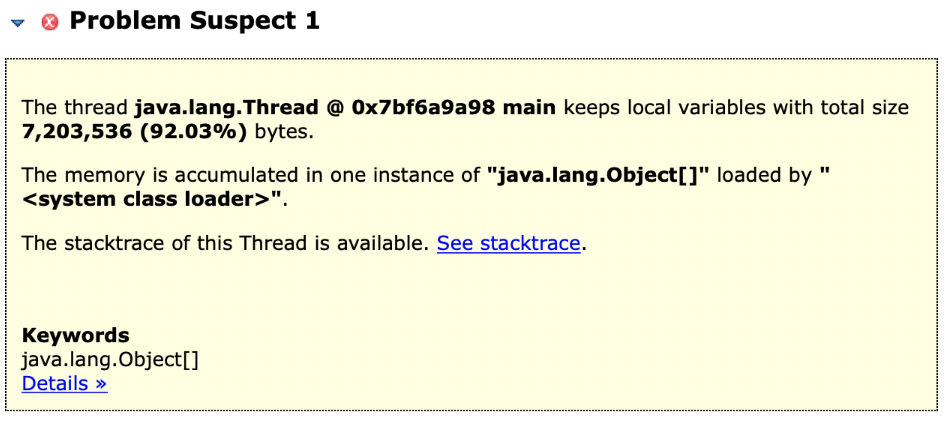 Problem Suspect 1
The thread java.lang.Thread @ 0x7bf6a9a98 main keeps local variables with total size
7,203,536 (92.03%) bytes.
The memory is accumulated in one instance of "java.lang.Object[]" loaded by "
<system class loader>".
The stacktrace of this Thread is available. See stacktrace.
Keywords
java.lang.Object[]
Details »